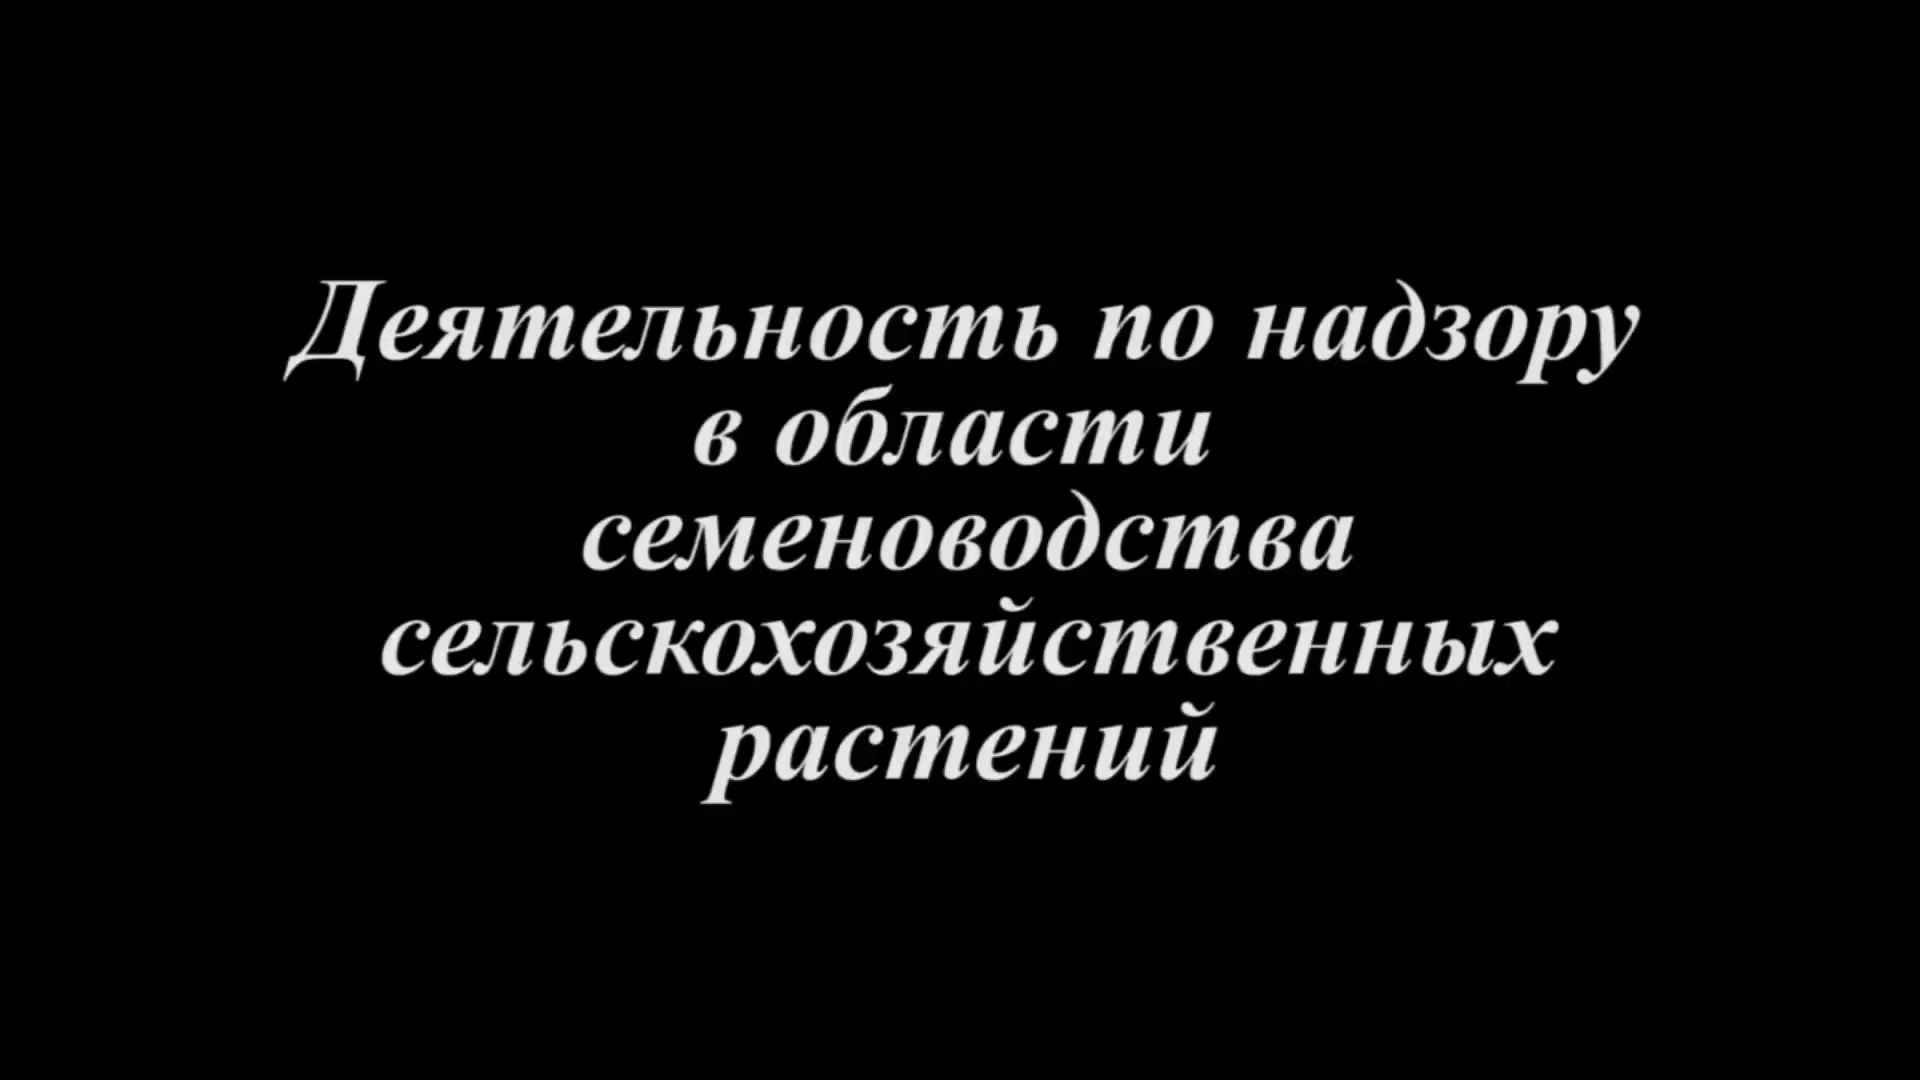 Деятельность по надзору
в области
семеноводства
сельскохозяйственных
растений